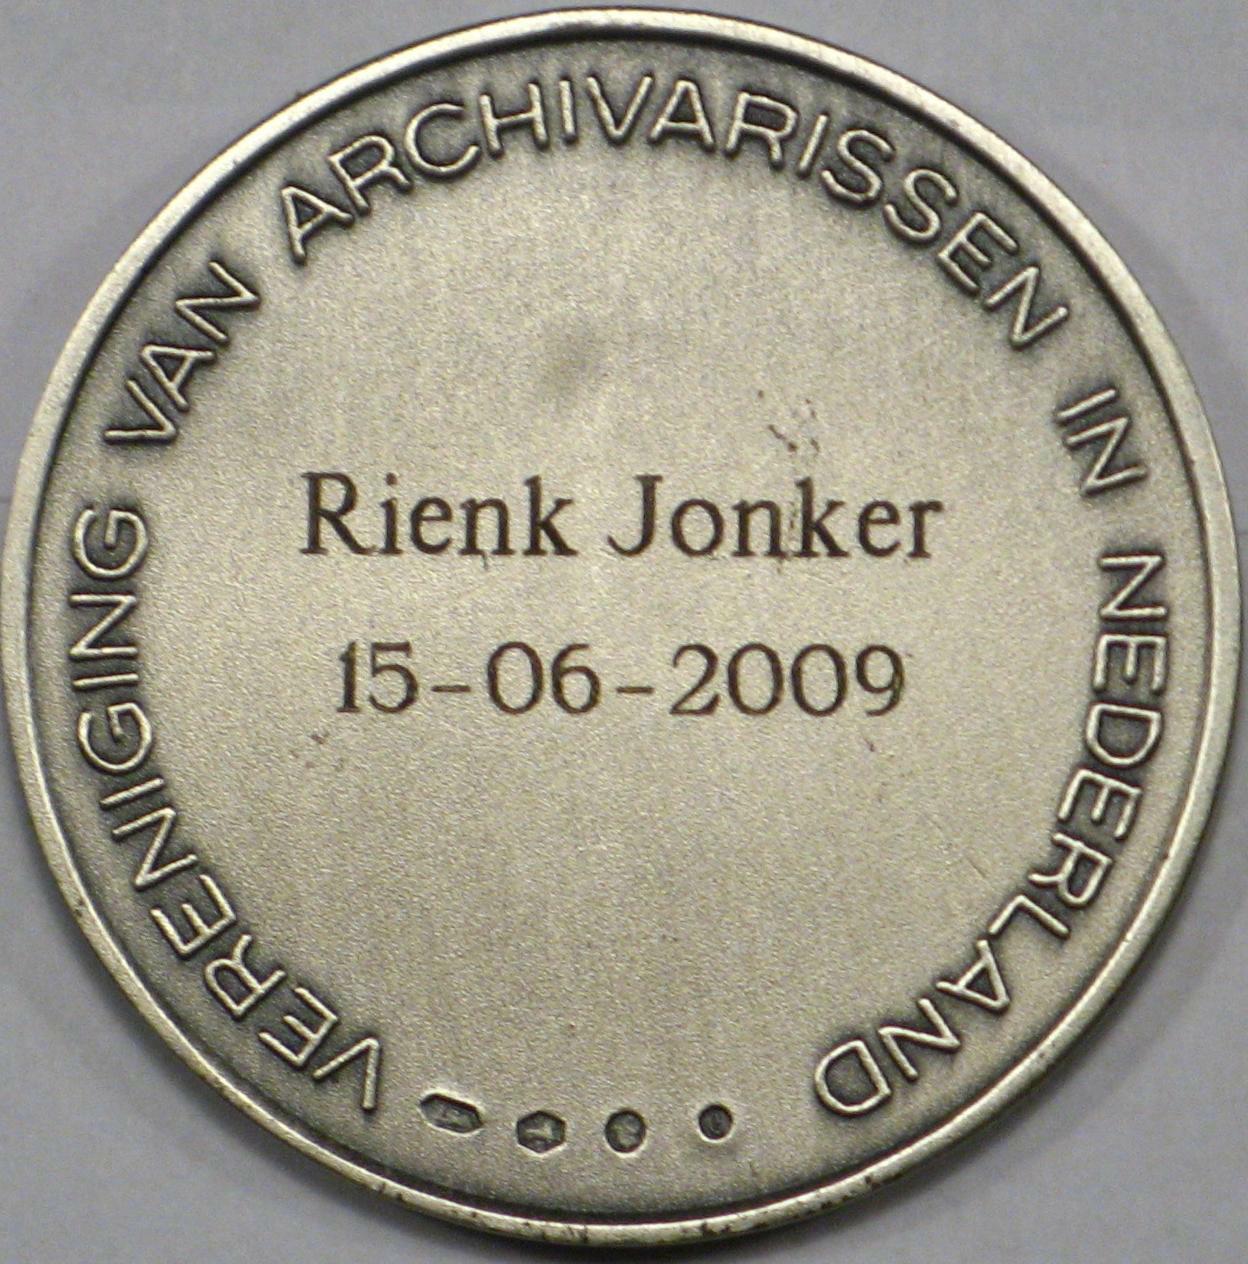 VERENIGING VAN ARCHIVARISSEN IN NEDERLAND
Rienk Jonker
15-06-2009